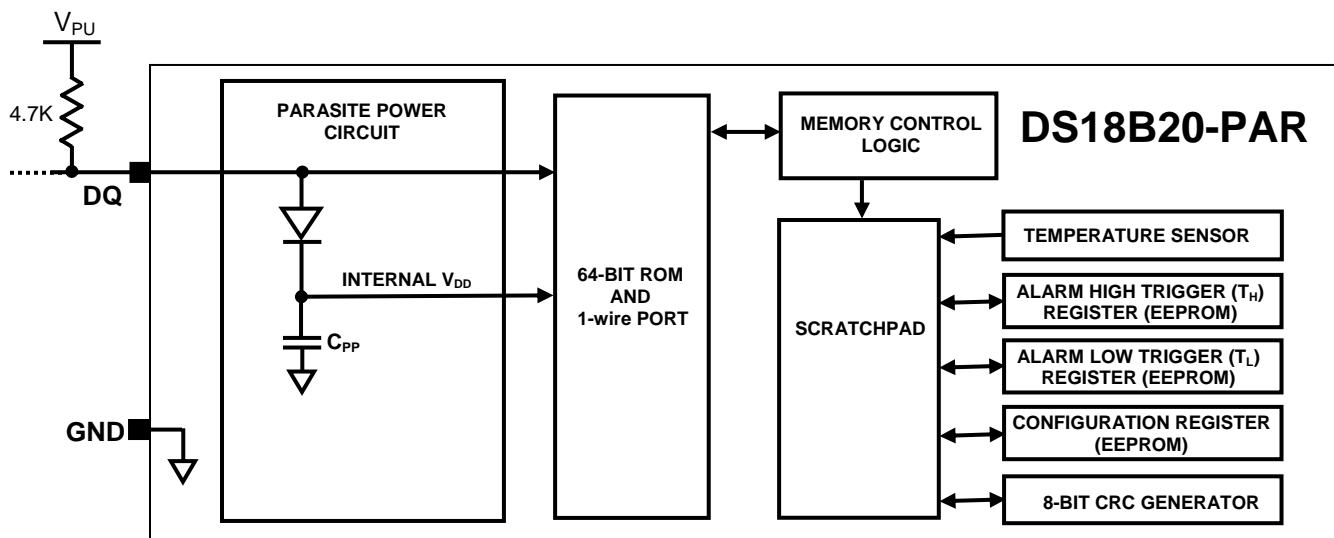 V_PU
4.7K
DQ
GND
PARASITE POWER
CIRCUIT
INTERNAL V_DD
C_PP
64-BIT ROM
AND
1-wire PORT
MEMORY CONTROL
LOGIC
DS18B20-PAR
SCRATCHPAD
TEMPERATURE SENSOR
ALARM HIGH TRIGGER (T_H)
REGISTER (EEPROM)
ALARM LOW TRIGGER (T_L)
REGISTER (EEPROM)
CONFIGURATION REGISTER
(EEPROM)
8-BIT CRC GENERATOR